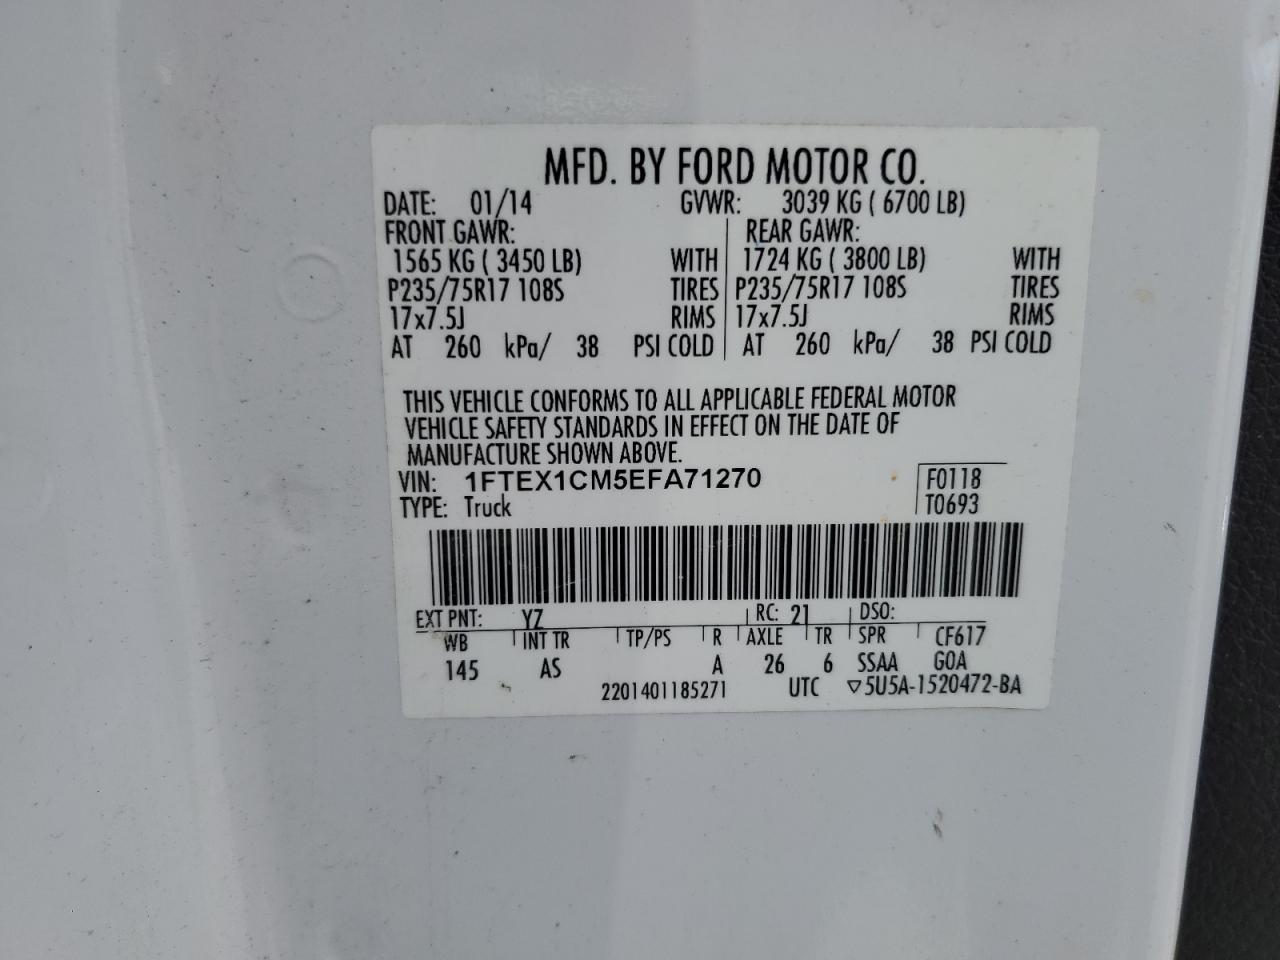 MFD. BY FORD MOTOR CO.
DATE: 01/14 GVWR: 3039 KG ( 6700 LB)
FRONT GAWR: REAR GAWR:
1565 KG ( 3450 LB) WITH 1724 KG ( 3800 LB) WITH
P235/75R17 108S TIRES P235/75R17 108S TIRES
17x7.5J RIMS 17x7.5J RIMS
AT 260 kPa/ 38 PSI COLD AT 260 kPa/ 38 PSI COLD
THIS VEHICLE CONFORMS TO ALL APPLICABLE FEDERAL MOTOR
VEHICLE SAFETY STANDARDS IN EFFECT ON THE DATE OF
MANUFACTURE SHOWN ABOVE.
VIN: 1FTEX1CM5EFA71270 F0118
TYPE: Truck T0693
EXT PNT: YZ RC: 21 DSO:
WB INT TR TP/PS R AXLE TR SPR CF617
145 AS A 26 6 SSAA GOA
2201401185271 UTC ▽5U5A-1520472-BA